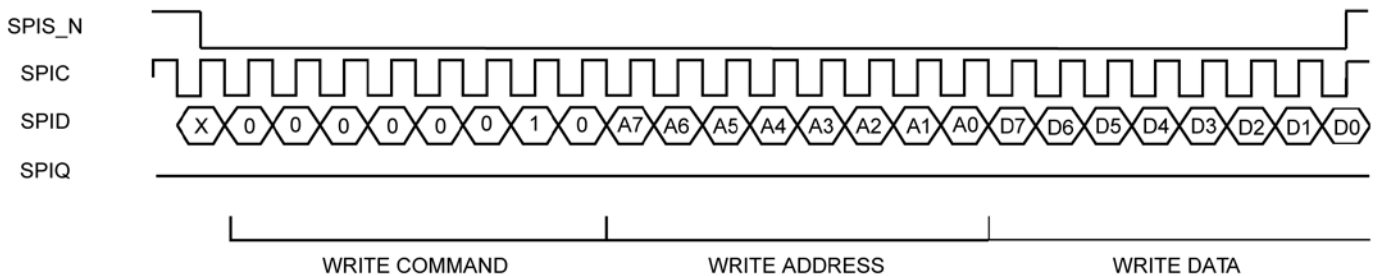 SPIS_N
SPIC
SPID X 0 0 0 0 0 0 1 0 A7 A6 A5 A4 A3 A2 A1 A0 D7 D6 D5 D4 D3 D2 D1 D0
SPIQ
WRITE COMMAND WRITE ADDRESS WRITE DATA